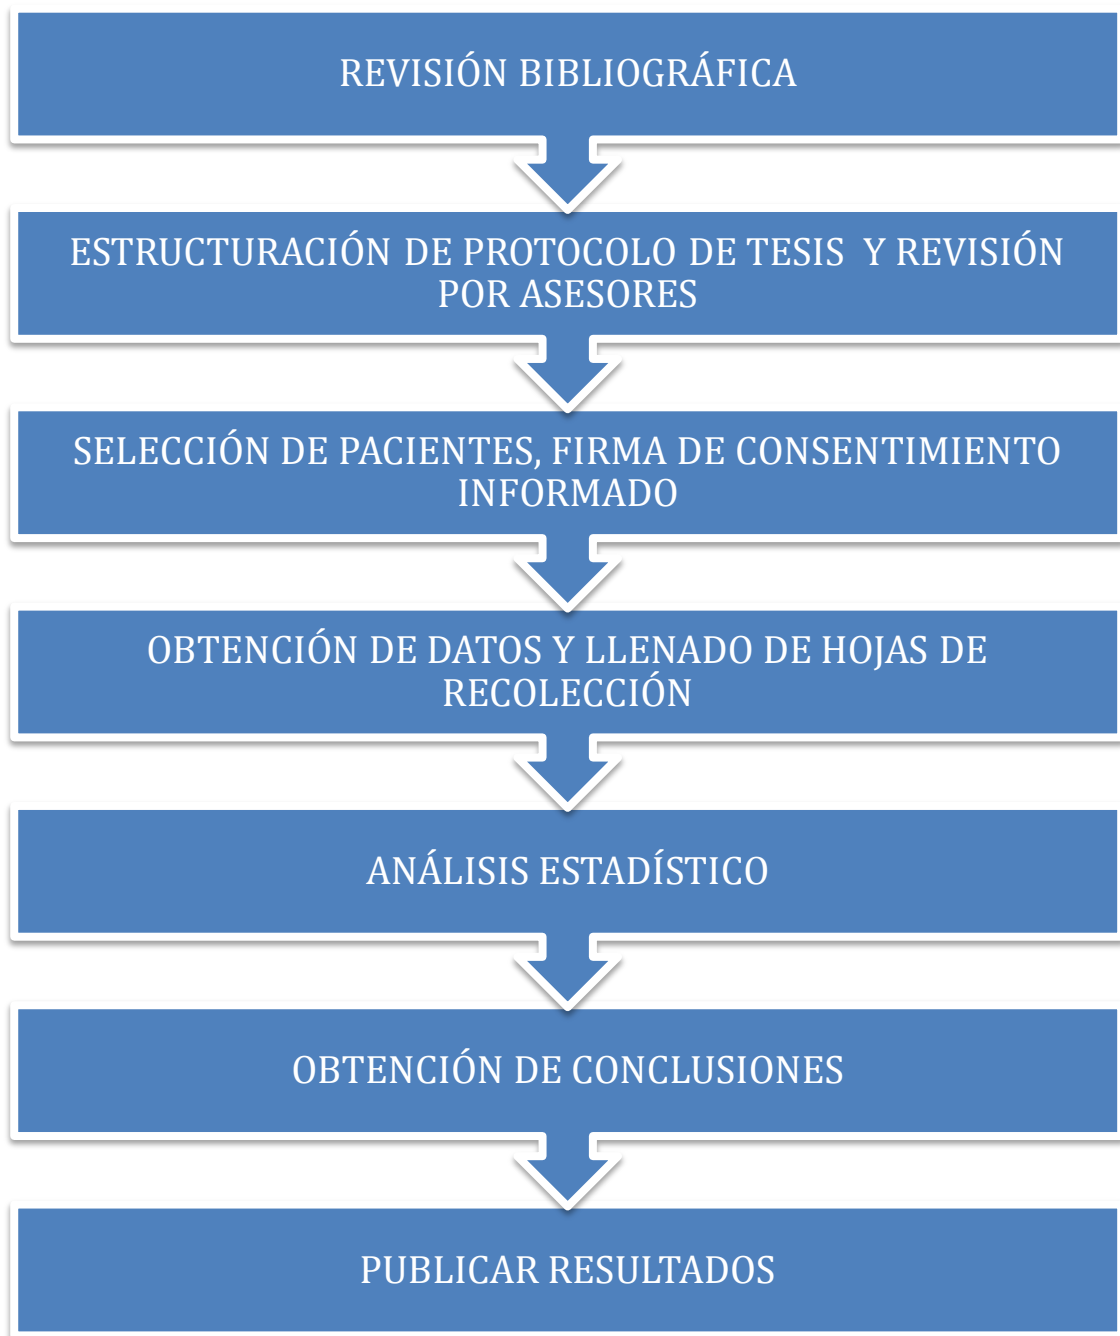 REVISIÓN BIBLIOGRÁFICA
ESTRUCTURACIÓN DE PROTOCOLO DE TESIS Y REVISIÓN
POR ASESORES
SELECCIÓN DE PACIENTES, FIRMA DE CONSENTIMIENTO
INFORMADO
OBTENCIÓN DE DATOS Y LLENADO DE HOJAS DE
RECOLECCIÓN
ANÁLISIS ESTADÍSTICO
OBTENCIÓN DE CONCLUSIONES
PUBLICAR RESULTADOS